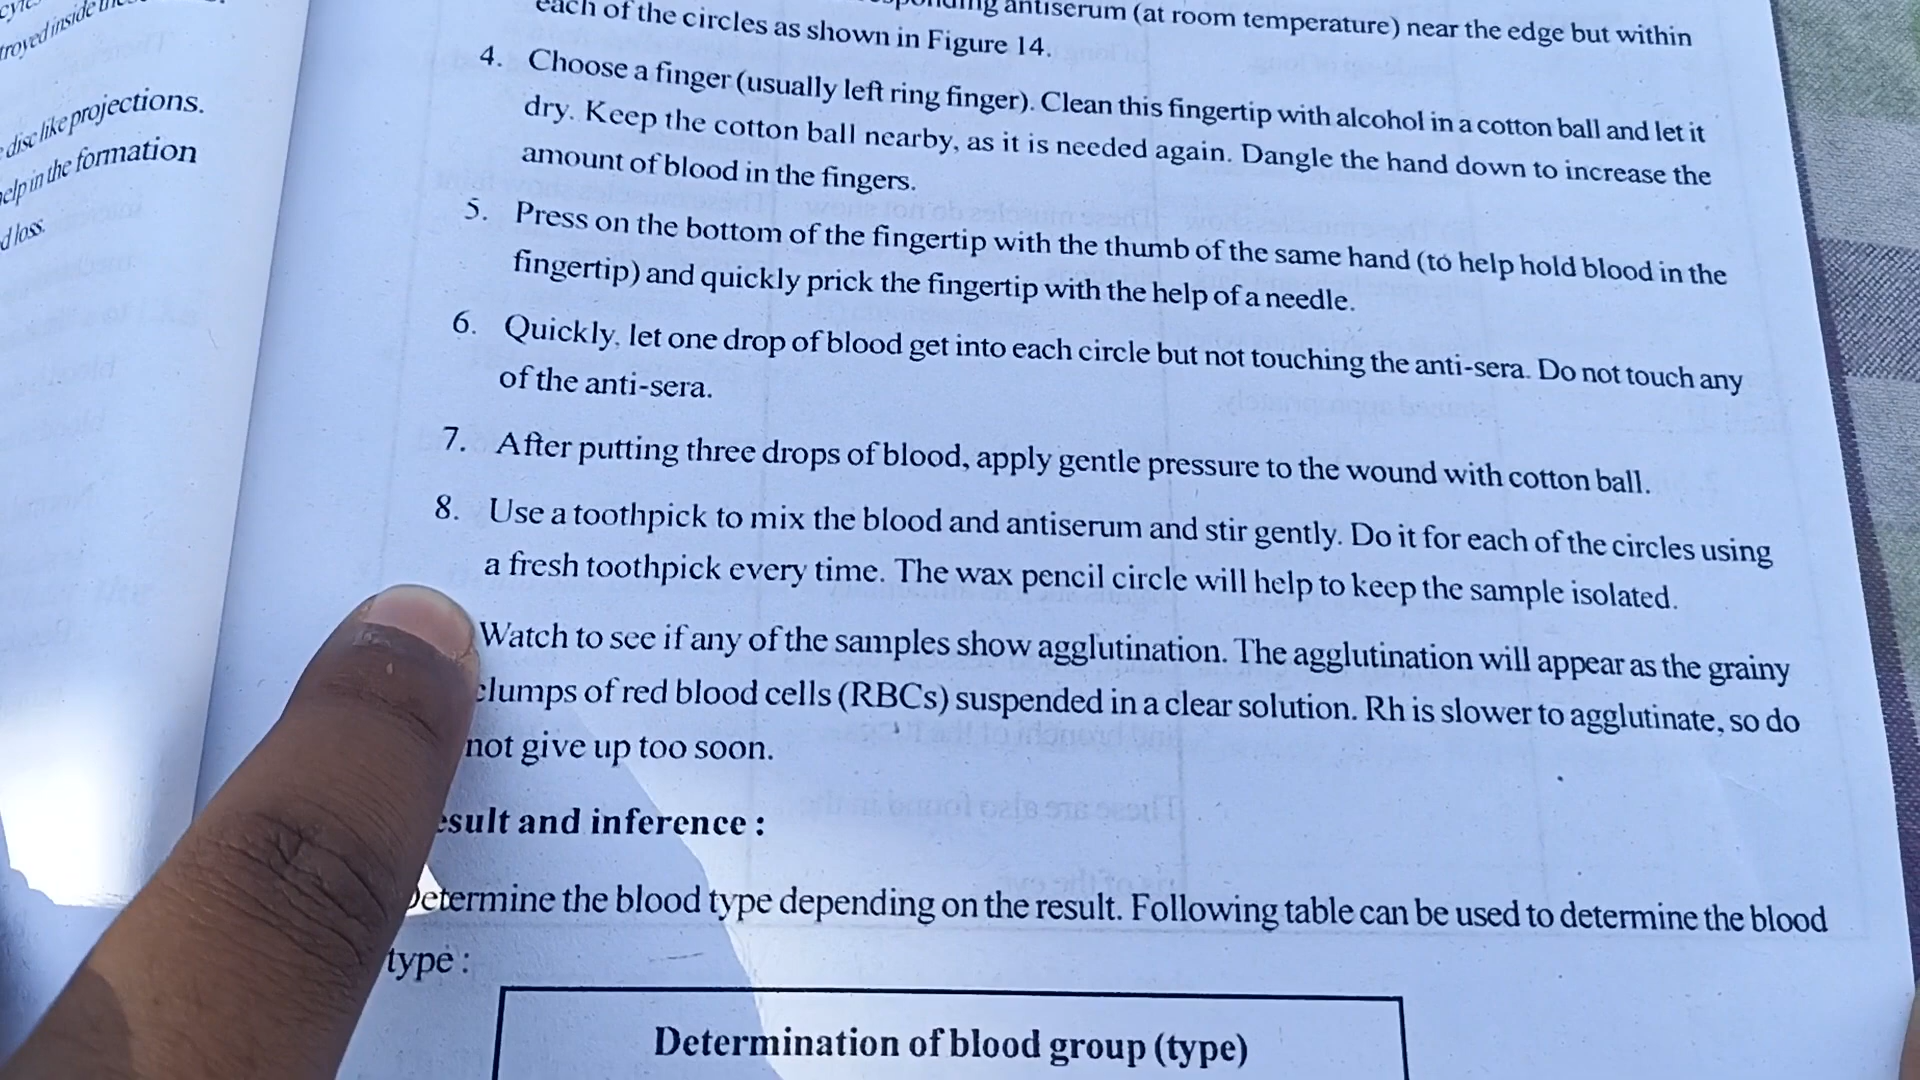 troyed inside
disc like projections.
help in the formation
d loss.
antiserum (at room temperature) near the edge but within
each of the circles as shown in Figure 14.
4. Choose a finger (usually left ring finger). Clean this fingertip with alcohol in a cotton ball and let it
dry. Keep the cotton ball nearby, as it is needed again. Dangle the hand down to increase the
amount of blood in the fingers.
5. Press on the bottom of the fingertip with the thumb of the same hand (to help hold blood in the
fingertip) and quickly prick the fingertip with the help of a needle.
6. Quickly, let one drop of blood get into each circle but not touching the anti-sera. Do not touch any
of the anti-sera.
7. After putting three drops of blood, apply gentle pressure to the wound with cotton ball.
8. Use a toothpick to mix the blood and antiserum and stir gently. Do it for each of the circles using
a fresh toothpick every time. The wax pencil circle will help to keep the sample isolated.
Watch to see if any of the samples show agglutination. The agglutination will appear as the grainy
clumps of red blood cells (RBCs) suspended in a clear solution. Rh is slower to agglutinate, so do
not give up too soon.
esult and inference :
Determine the blood type depending on the result. Following table can be used to determine the blood
type :
Determination of blood group (type)